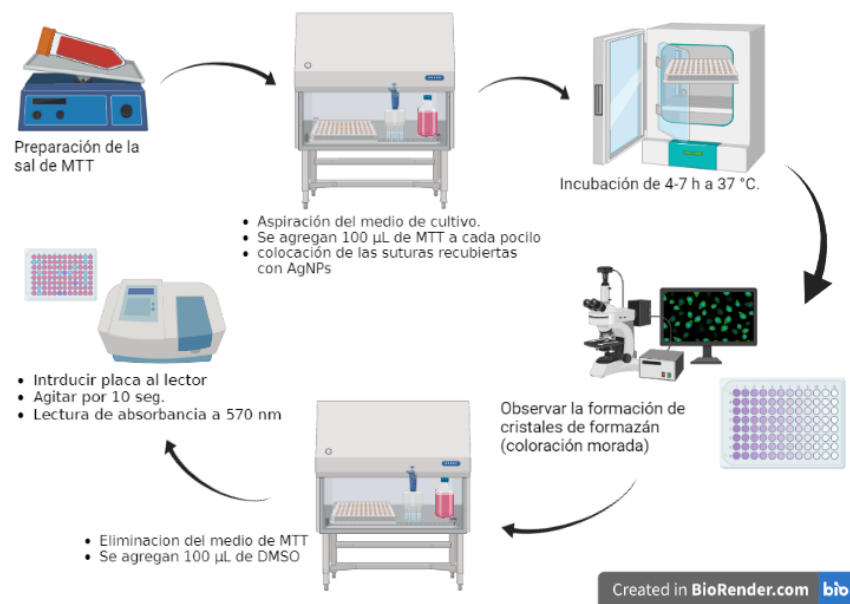 Preparación de la
sal de MTT
• Aspiración del medio de cultivo.
• Se agregan 100 µL de MTT a cada pocilo
• colocación de las suturas recubiertas
con AgNPs
Incubación de 4-7 h a 37 °C.
Observar la formación de
cristales de formazán
(coloración morada)
• Eliminacion del medio de MTT
• Se agregan 100 µL de DMSO
• Intrducir placa al lector
• Agitar por 10 seg.
• Lectura de absorbancia a 570 nm
Created in BioRender.com bio